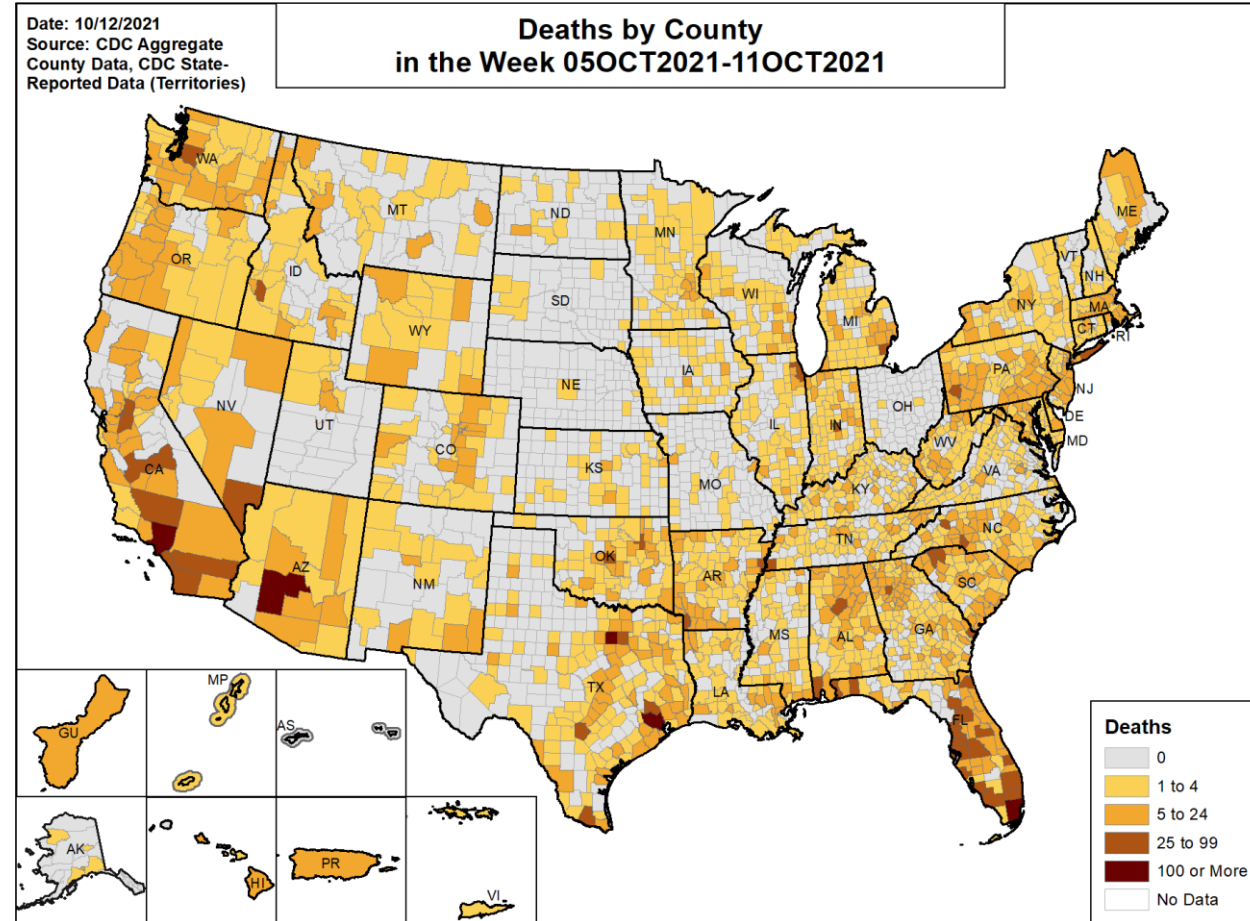 Date: 10/12/2021
Source: CDC Aggregate
County Data, CDC State-
Reported Data (Territories)
Deaths by County
in the Week 05OCT2021-11OCT2021
WA
MT
ND
MN
ME
OR
ID
SD
WI
VT
NH
NY
MA
WY
MI
CT
RI
IA
PA
NJ
NE
NV
OH
UT
IL
IN
DE
CO
WV
MD
CA
KS
MO
VA
KY
NC
TN
OK
AZ
AR
NM
SC
MS
AL
GA
TX
LA
FL
MP
GU
AS
AK
HI
PR
VI
Deaths
0
1 to 4
5 to 24
25 to 99
100 or More
No Data